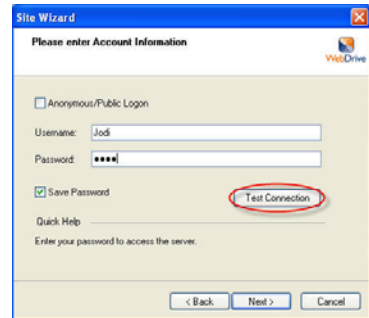 Site Wizard
Please enter Account Information
WebDrive
Anonymous/Public Logon
Username: Jodi
Password: ●●●●
Save Password
Test Connection
Quick Help
Enter your password to access the server.
< Back Next > Cancel